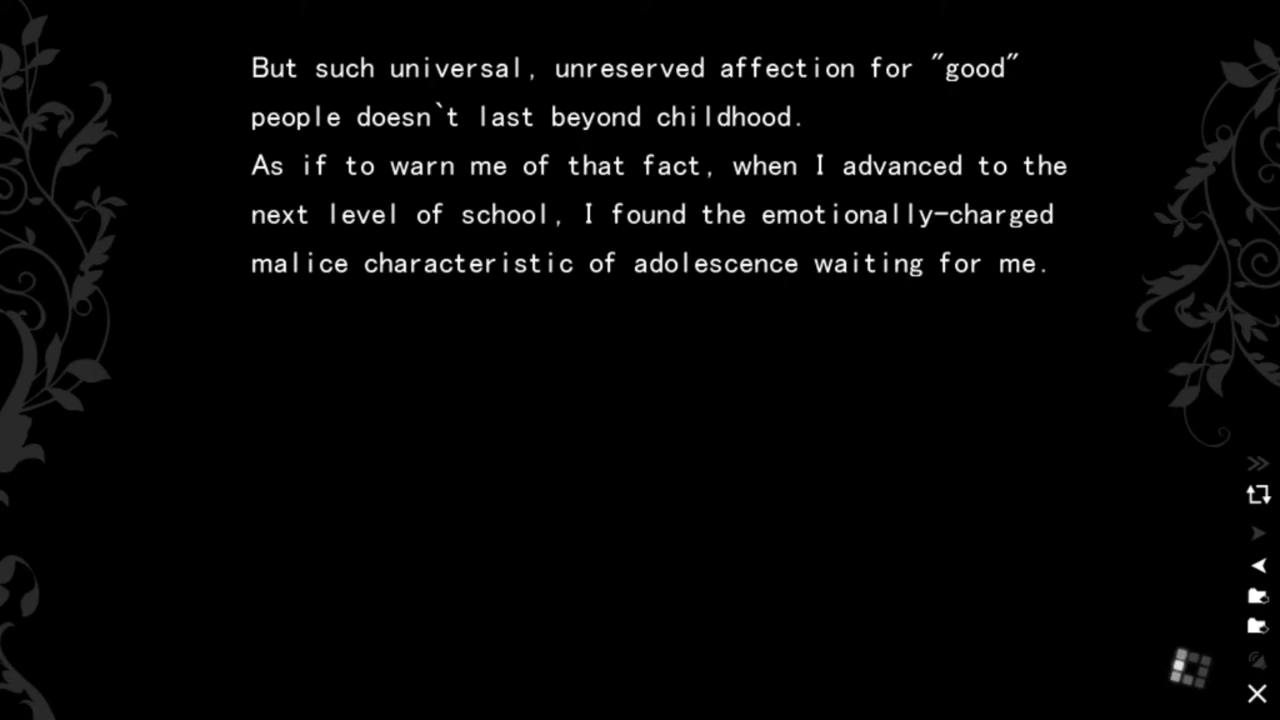 But such universal, unreserved affection for "good"
people doesn`t last beyond childhood.
As if to warn me of that fact, when I advanced to the
next level of school, I found the emotionally-charged
malice characteristic of adolescence waiting for me.